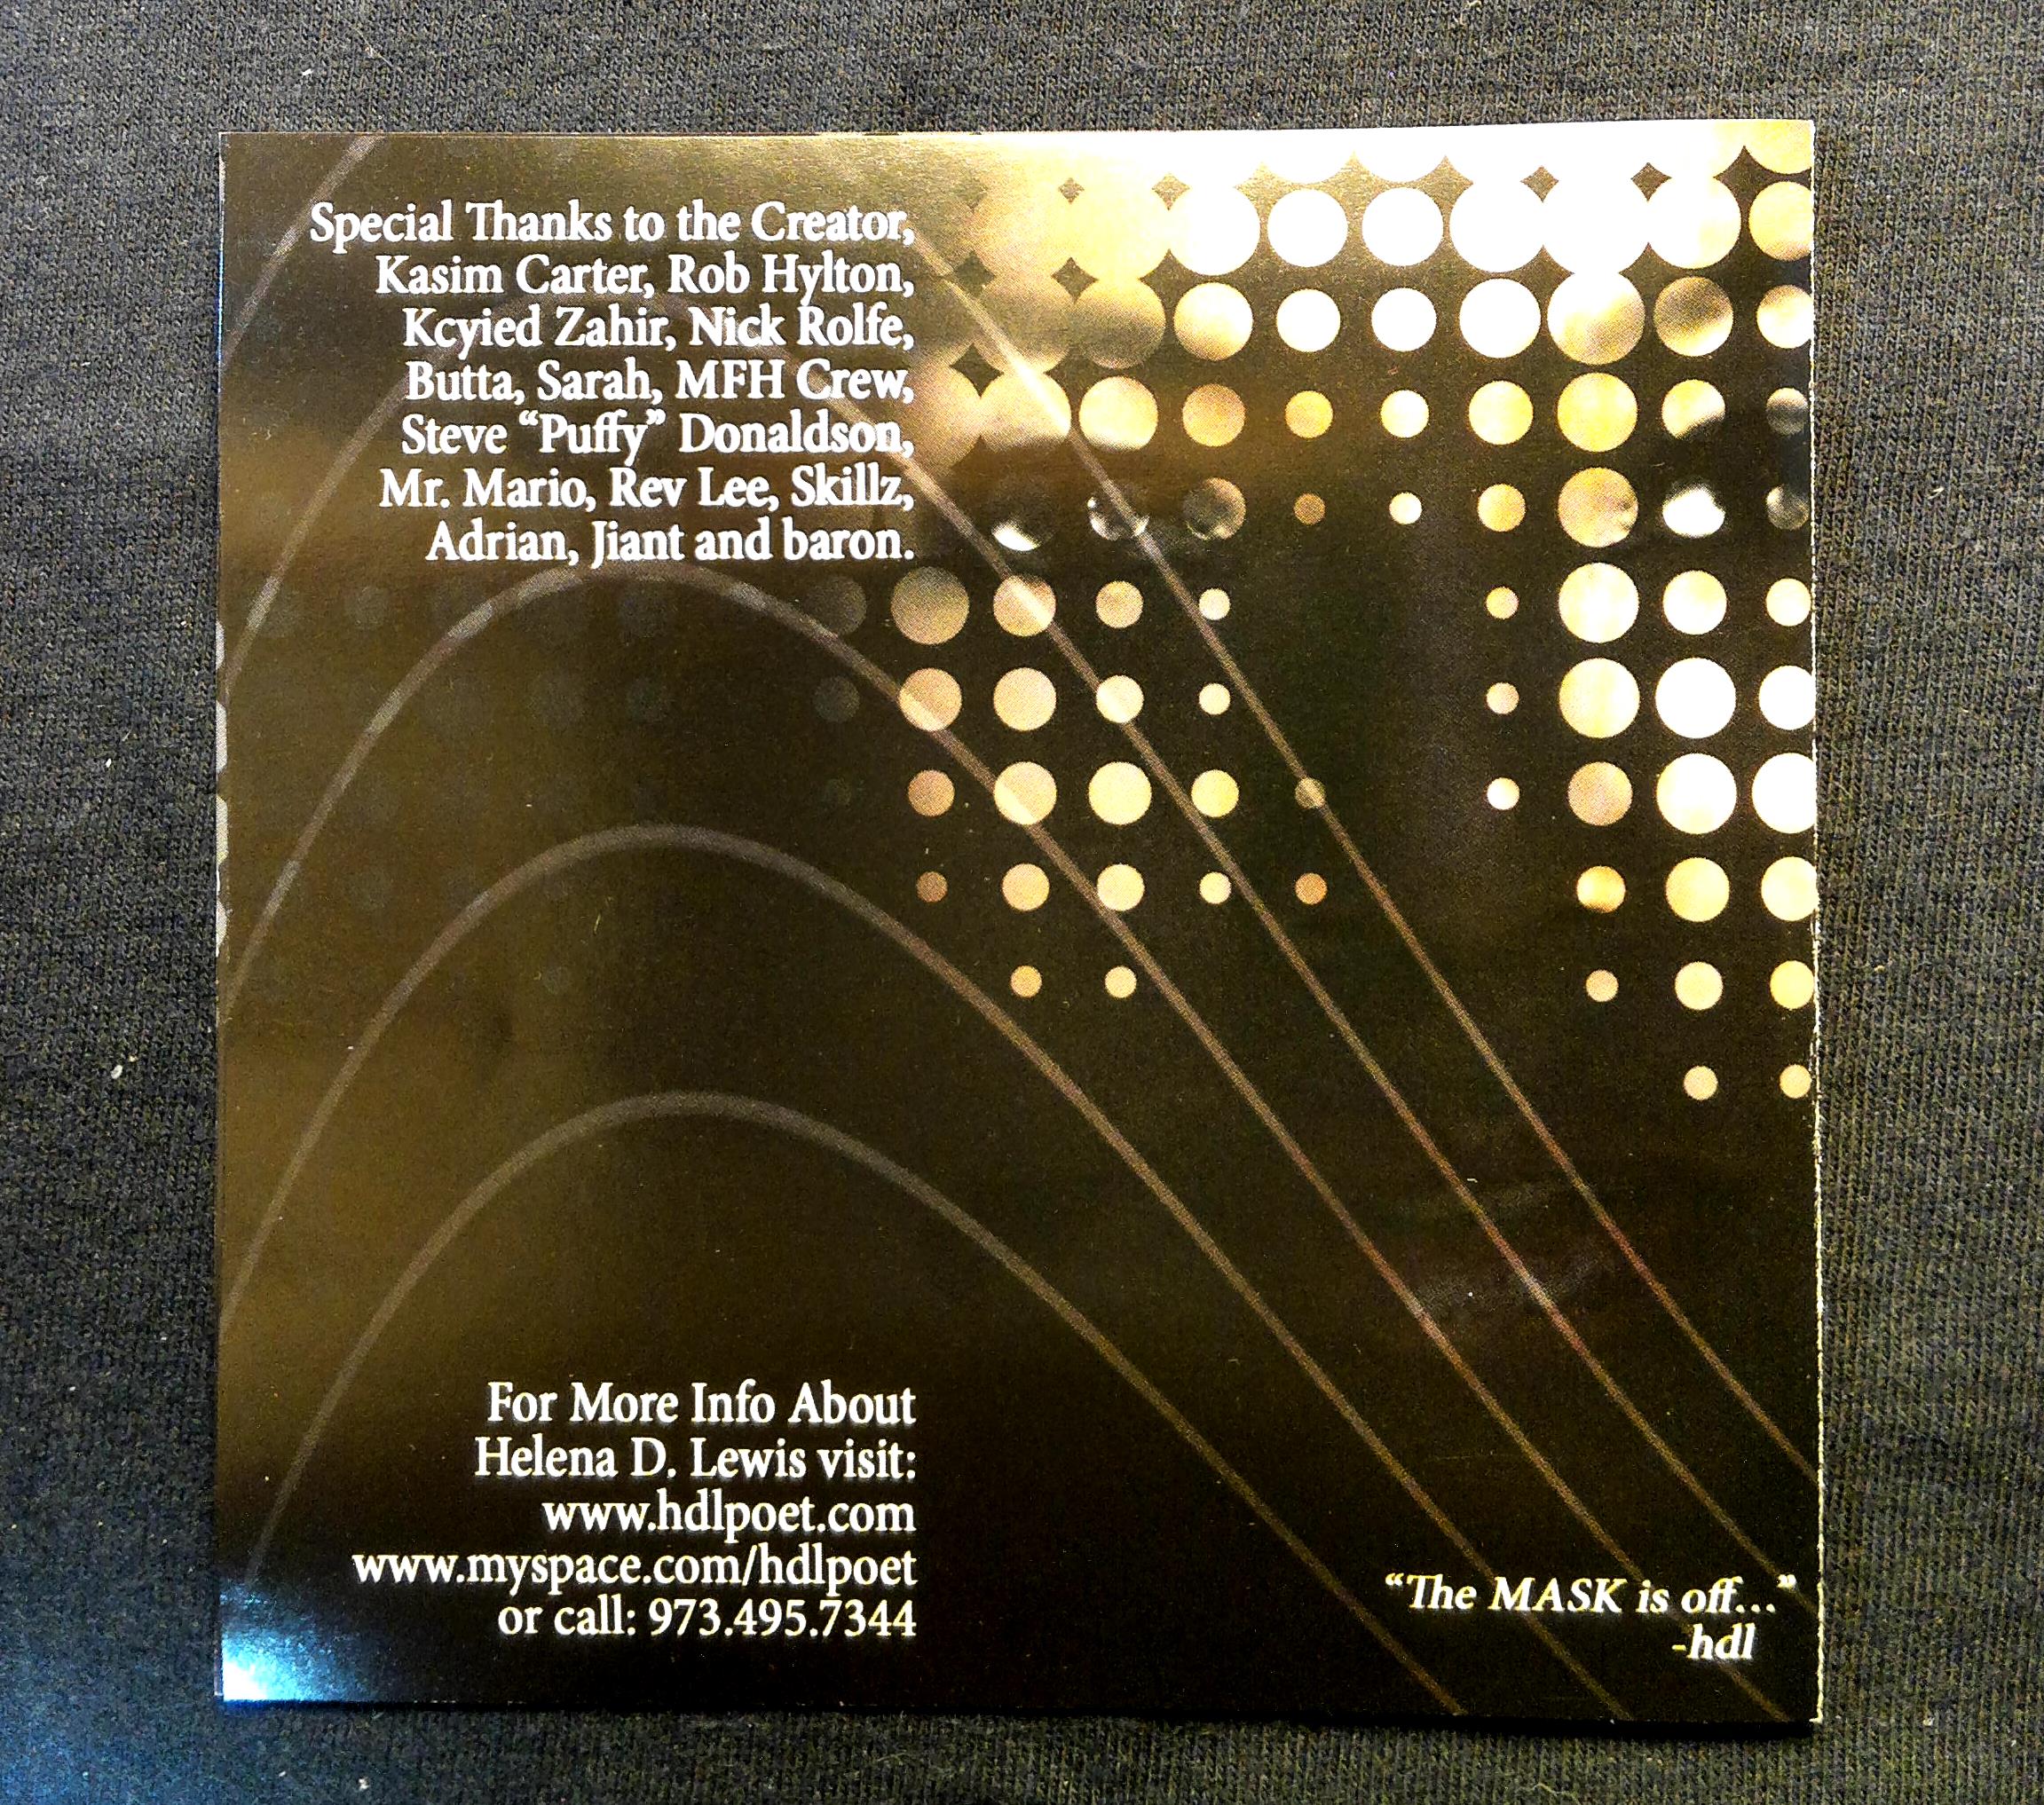 Special Thanks to the Creator,
Kasim Carter, Rob Hylton,
Kcyied Zahir, Nick Rolfe,
Butta, Sarah, MFH Crew,
Steve “Puffy” Donaldson,
Mr. Mario, Rev Lee, Skillz,
Adrian, Jiant and baron.
For More Info About
Helena D. Lewis visit:
www.hdlpoet.com
www.myspace.com/hdlpoet
or call: 973.495.7344
“The MASK is off...”
-hdl